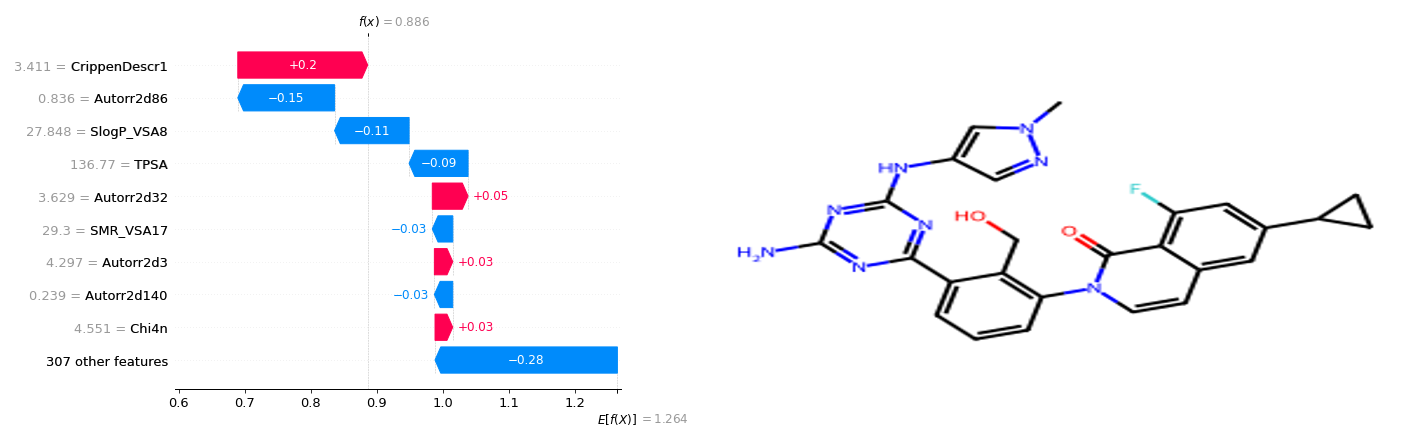 f(x) = 0.886
3.411 = CrippenDescr1
+0.2
0.836 = Autorr2d86
−0.15
27.848 = SlogP_VSA8
−0.11
136.77 = TPSA
−0.09
3.629 = Autorr2d32
+0.05
29.3 = SMR_VSA17
−0.03
4.297 = Autorr2d3
+0.03
0.239 = Autorr2d140
−0.03
4.551 = Chi4n
+0.03
307 other features
−0.28
0.6 0.7 0.8 0.9 1.0 1.1 1.2
E[f(X)] = 1.264
N
N
HN
F
N
HO
N
O
H₂N
N
N